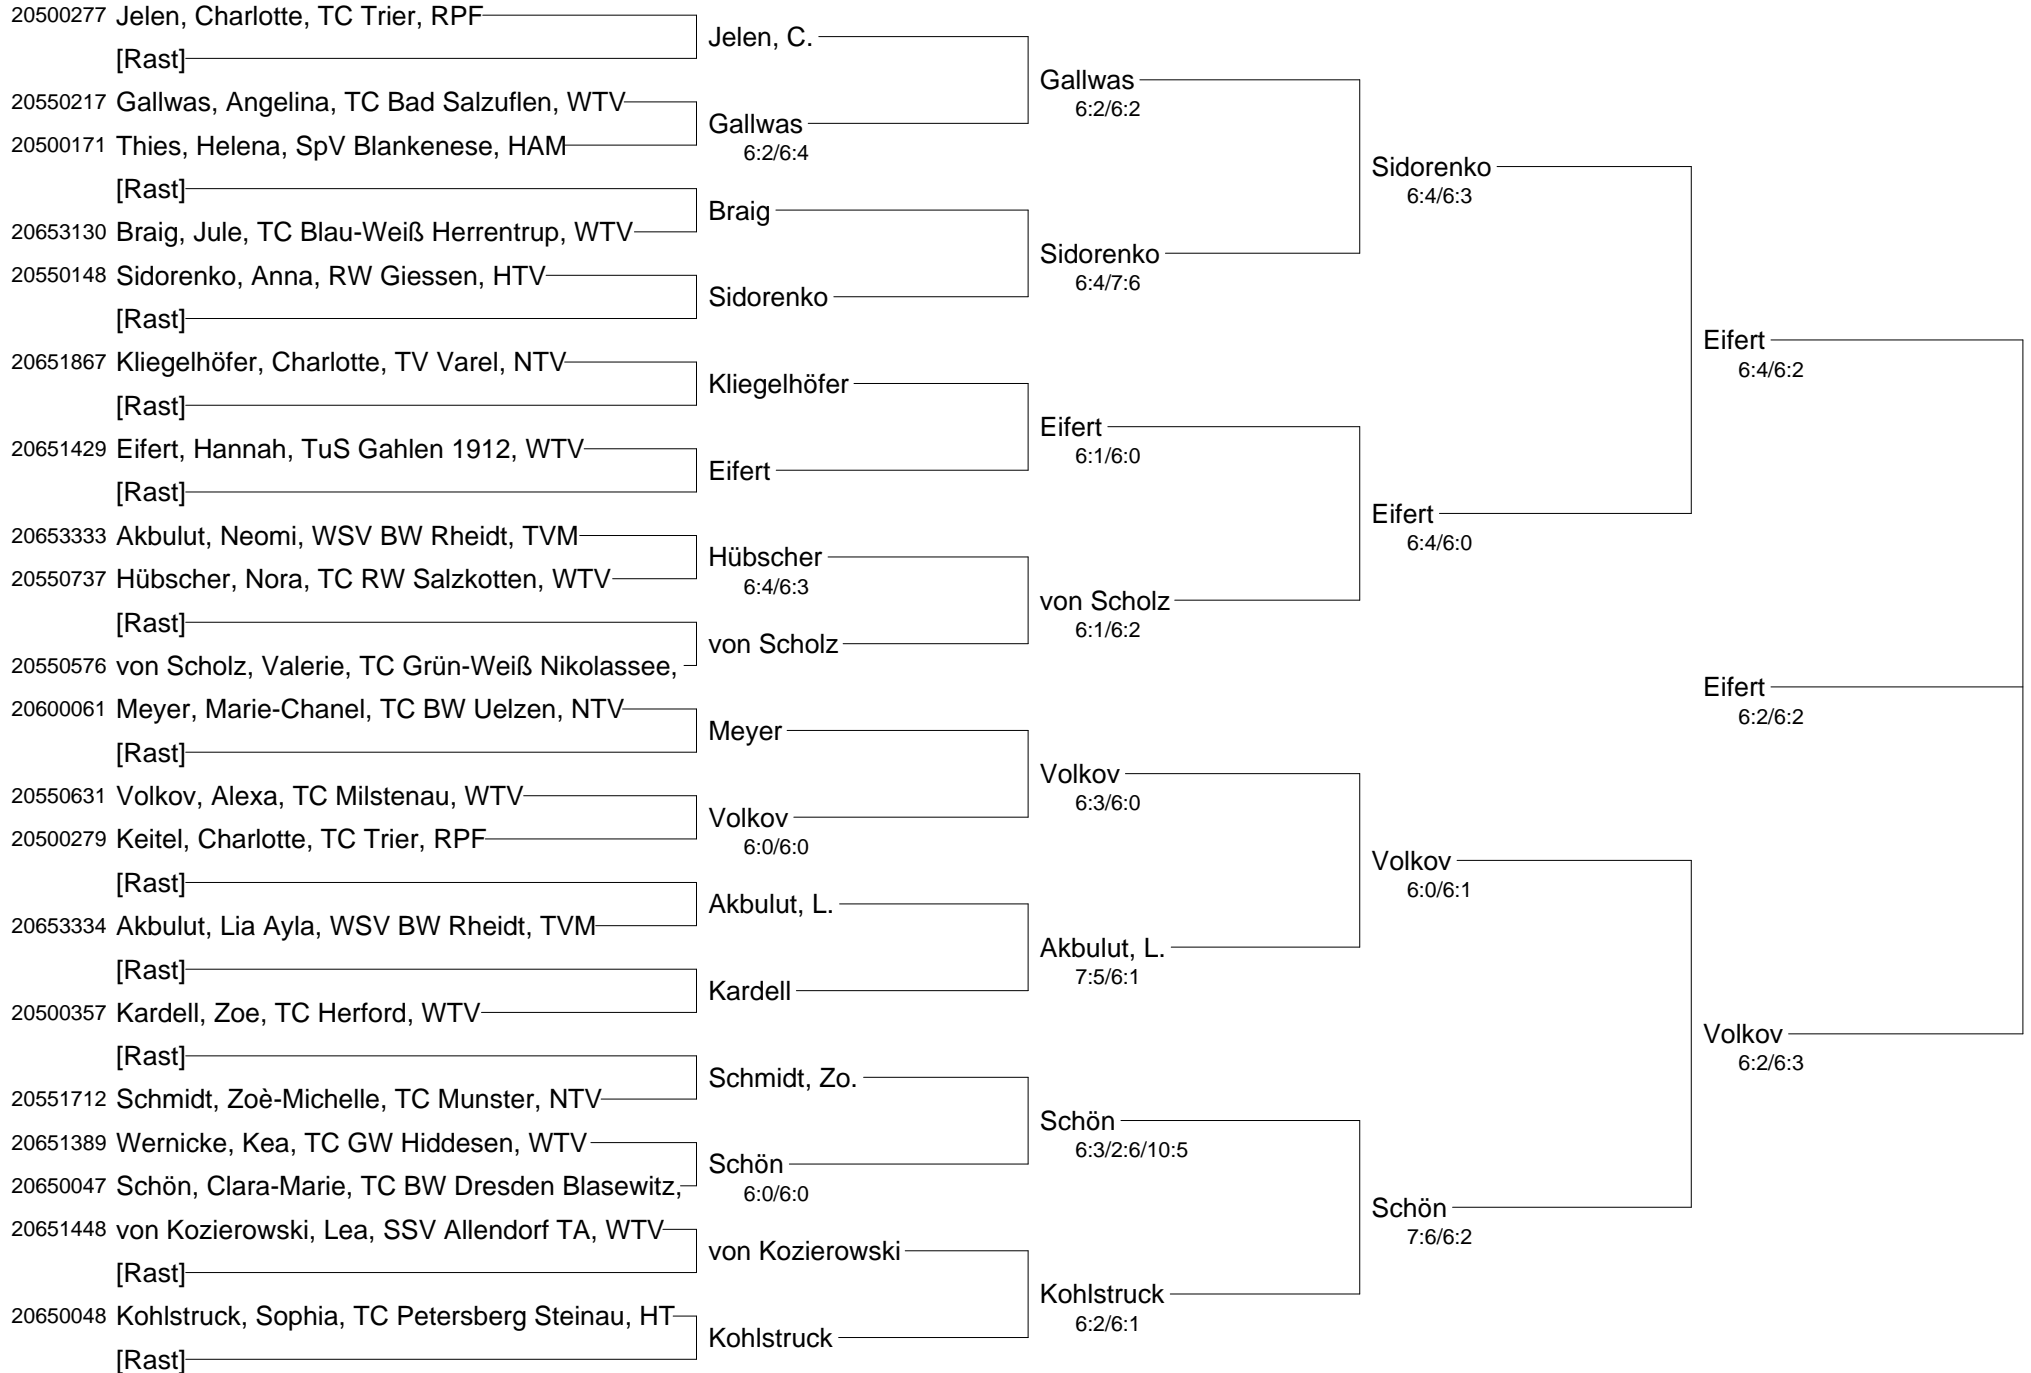 20500277 Jelen, Charlotte, TC Trier, RPF
[Rast]
20550217 Gallwas, Angelina, TC Bad Salzuflen, WTV
20500171 Thies, Helena, SpV Blankenese, HAM
[Rast]
20653130 Braig, Jule, TC Blau-Weiß Herrentrup, WTV
20550148 Sidorenko, Anna, RW Giessen, HTV
[Rast]
20651867 Kliegelhöfer, Charlotte, TV Varel, NTV
[Rast]
20651429 Eifert, Hannah, TuS Gahlen 1912, WTV
[Rast]
20653333 Akbulut, Neomi, WSV BW Rheidt, TVM
20550737 Hübscher, Nora, TC RW Salzkotten, WTV
[Rast]
20550576 von Scholz, Valerie, TC Grün-Weiß Nikolassee,
20600061 Meyer, Marie-Chanel, TC BW Uelzen, NTV
[Rast]
20550631 Volkov, Alexa, TC Milstenau, WTV
20500279 Keitel, Charlotte, TC Trier, RPF
[Rast]
20653334 Akbulut, Lia Ayla, WSV BW Rheidt, TVM
[Rast]
20500357 Kardell, Zoe, TC Herford, WTV
[Rast]
20551712 Schmidt, Zoè-Michelle, TC Munster, NTV
20651389 Wernicke, Kea, TC GW Hiddesen, WTV
20650047 Schön, Clara-Marie, TC BW Dresden Blasewitz,
20651448 von Kozierowski, Lea, SSV Allendorf TA, WTV
[Rast]
20650048 Kohlstruck, Sophia, TC Petersberg Steinau, HT
[Rast]
Jelen, C.
Gallwas
6:2/6:4
Braig
Sidorenko
Kliegelhöfer
Eifert
Hübscher
6:4/6:3
von Scholz
Meyer
Volkov
6:0/6:0
Akbulut, L.
Kardell
Schmidt, Zo.
Schön
6:0/6:0
von Kozierowski
Kohlstruck
Gallwas
6:2/6:2
Sidorenko
6:4/7:6
Eifert
6:1/6:0
von Scholz
6:1/6:2
Volkov
6:3/6:0
Akbulut, L.
7:5/6:1
Schön
6:3/2:6/10:5
Kohlstruck
6:2/6:1
Sidorenko
6:4/6:3
Eifert
6:4/6:0
Volkov
6:0/6:1
Schön
7:6/6:2
Eifert
6:4/6:2
Eifert
6:2/6:2
Volkov
6:2/6:3